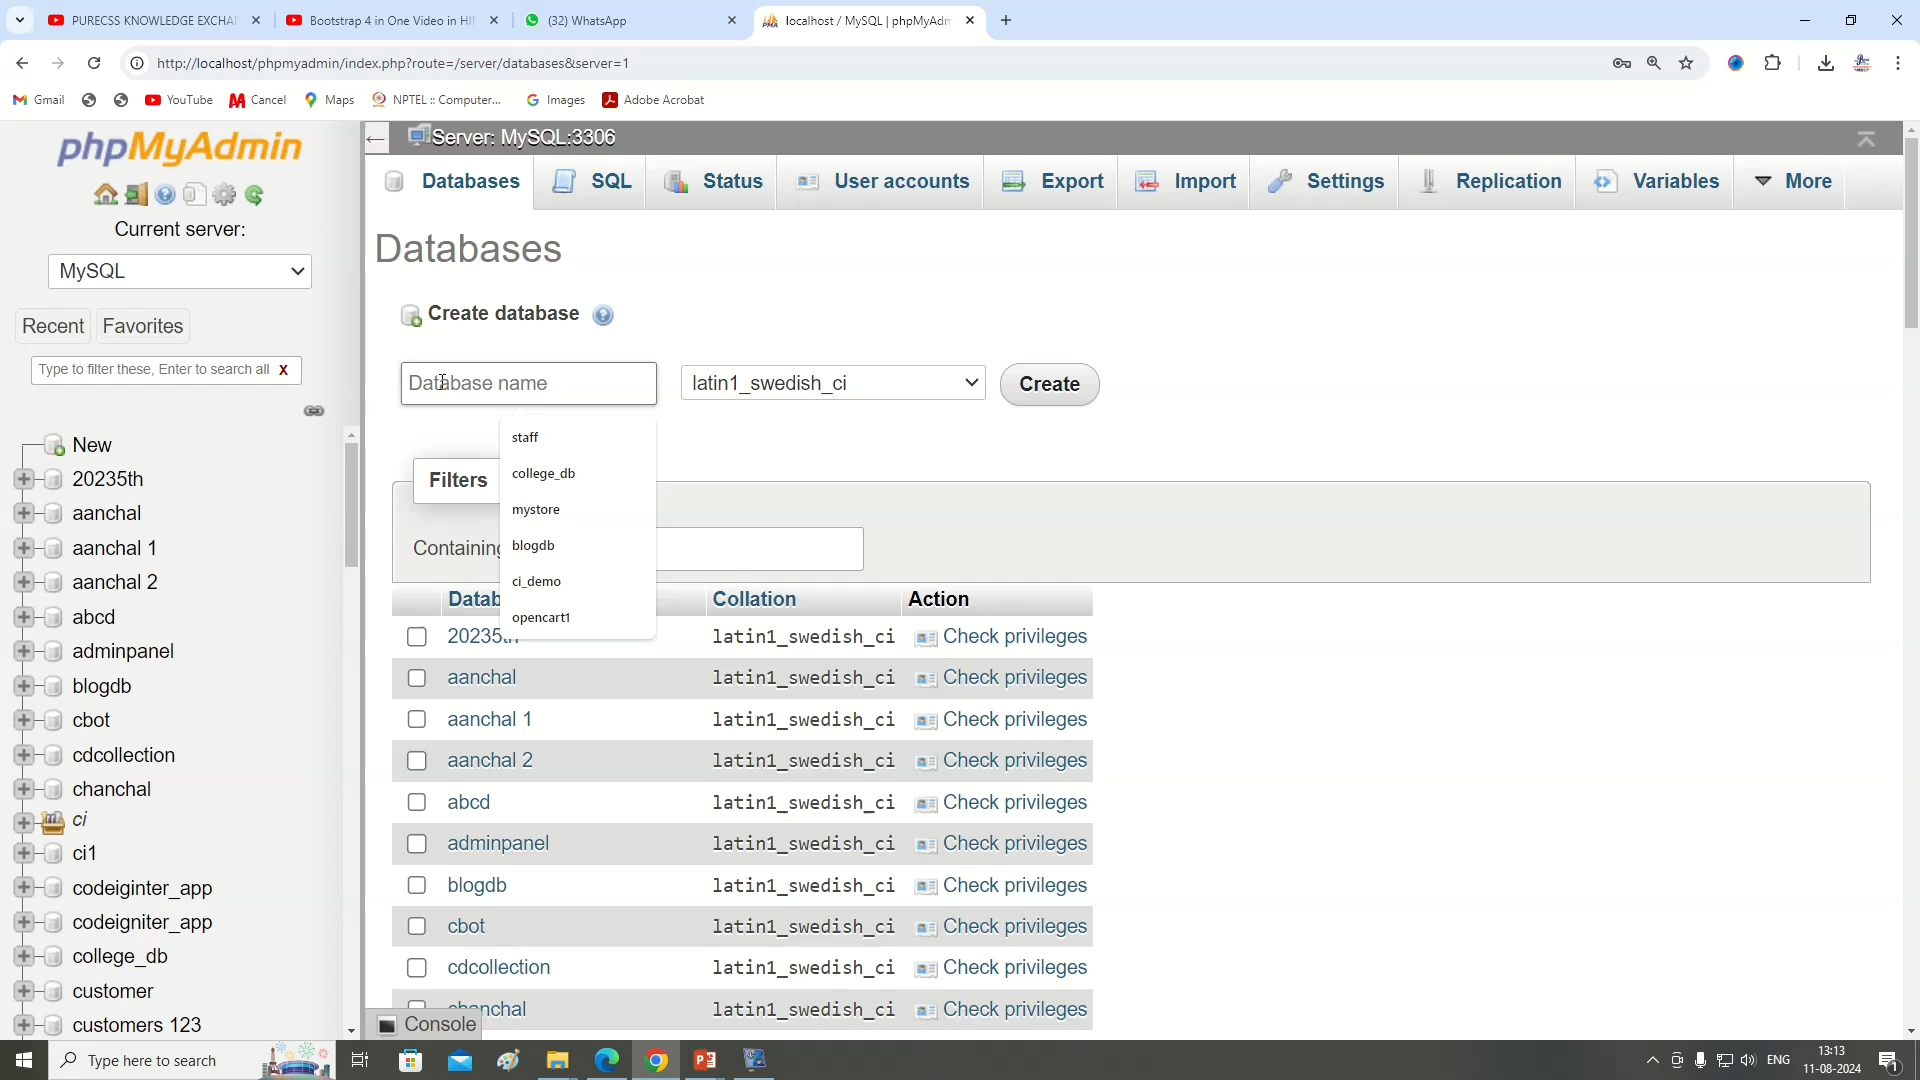 PURECSS KNOWLEDGE EXCHA
Bootstrap 4 in One Video in HI
(32) WhatsApp
localhost / MySQL | phpMyAdm
http://localhost/phpmyadmin/index.php?route=/server/databases&server=1
Gmail
YouTube
Cancel
Maps
NPTEL :: Computer...
Images
Adobe Acrobat
phpMyAdmin
Current server:
MySQL
Recent
Favorites
Type to filter these, Enter to search all X
New
20235th
aanchal
aanchal 1
aanchal 2
abcd
adminpanel
blogdb
cbot
cdcollection
chanchal
ci
ci1
codeiginter_app
codeigniter_app
college_db
customer
customers 123
Server: MySQL:3306
Databases
SQL
Status
User accounts
Export
Import
Settings
Replication
Variables
More
Databases
Create database
Database name
latin1_swedish_ci
Create
staff
college_db
mystore
blogdb
ci_demo
opencart1
Filters
Containing
Collation Action
20235th latin1_swedish_ci Check privileges
aanchal latin1_swedish_ci Check privileges
aanchal 1 latin1_swedish_ci Check privileges
aanchal 2 latin1_swedish_ci Check privileges
abcd latin1_swedish_ci Check privileges
adminpanel latin1_swedish_ci Check privileges
blogdb latin1_swedish_ci Check privileges
cbot latin1_swedish_ci Check privileges
cdcollection latin1_swedish_ci Check privileges
chanchal latin1_swedish_ci Check privileges
Console
Type here to search
ENG
13:13
11-08-2024
1